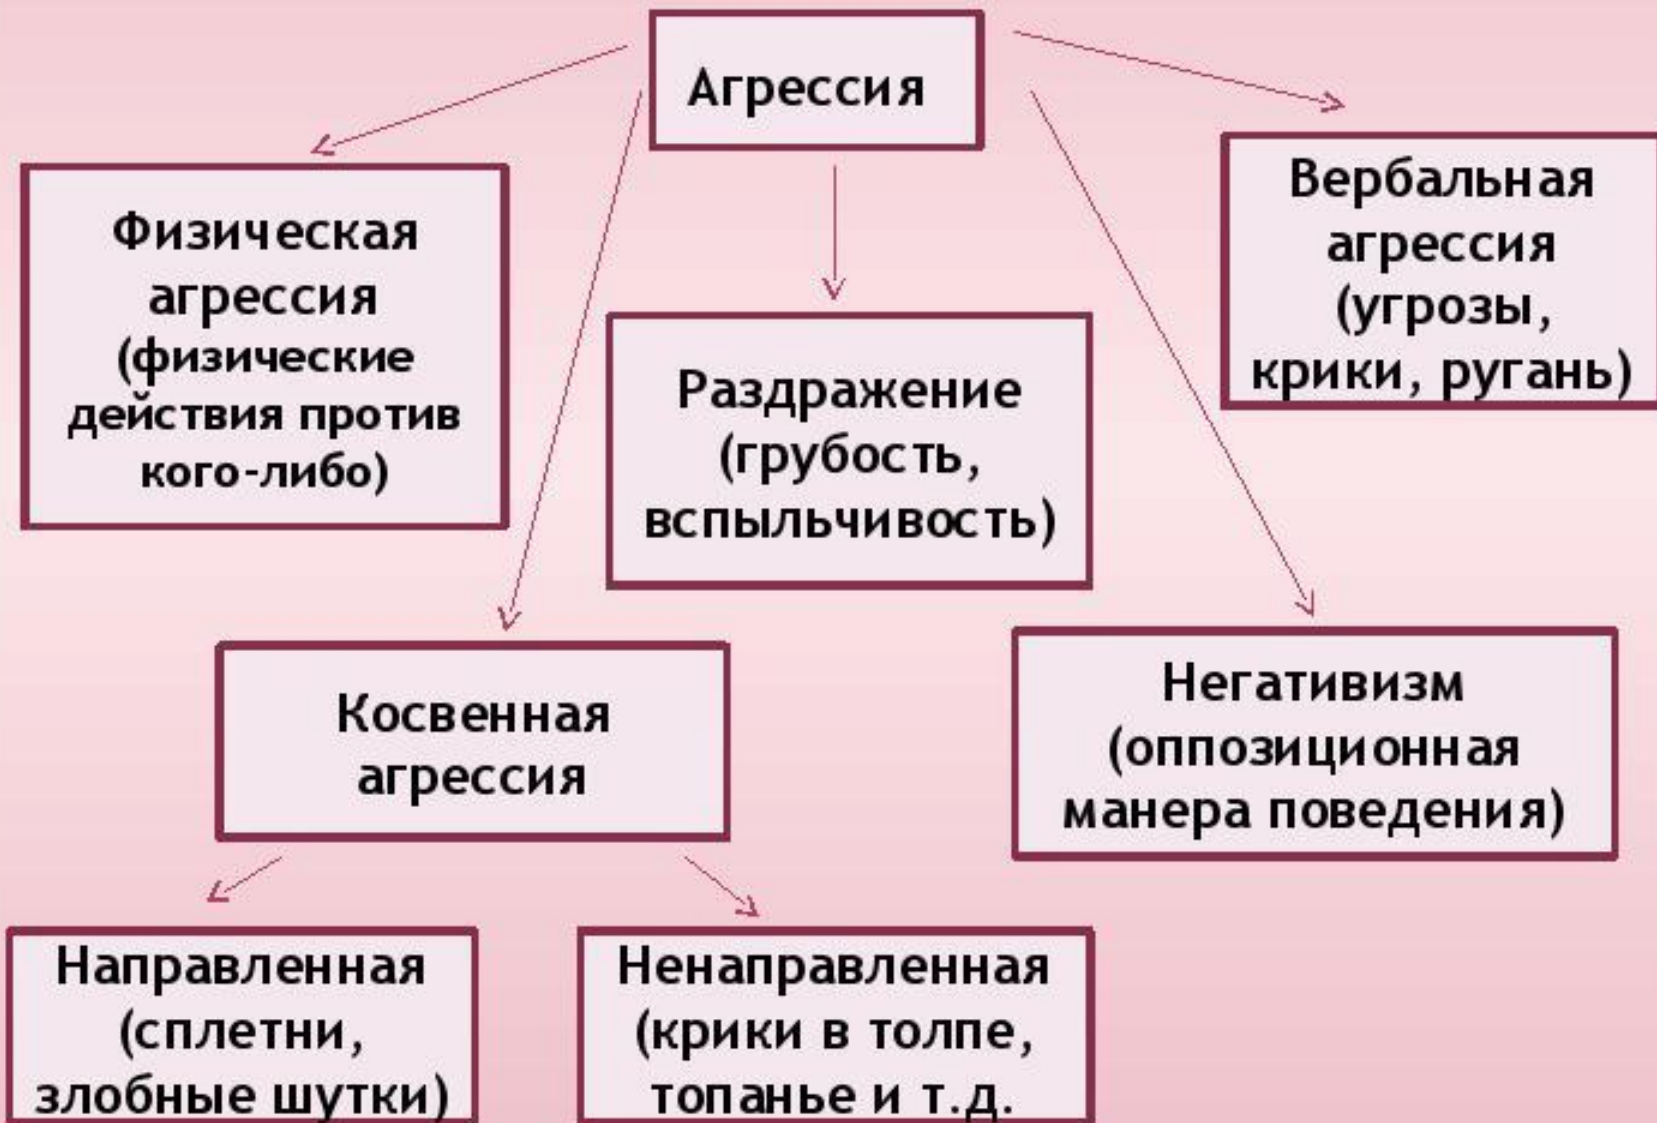 Агрессия
Физическая
агрессия
(физические
действия против
кого-либо)
Раздражение
(грубость,
вспыльчивость)
Вербальная
агрессия
(угрозы,
крики, ругань)
Косвенная
агрессия
Негативизм
(оппозиционная
манера поведения)
Направленная
(сплетни,
злобные шутки)
Ненаправленная
(крики в толпе,
топанье и т.д.